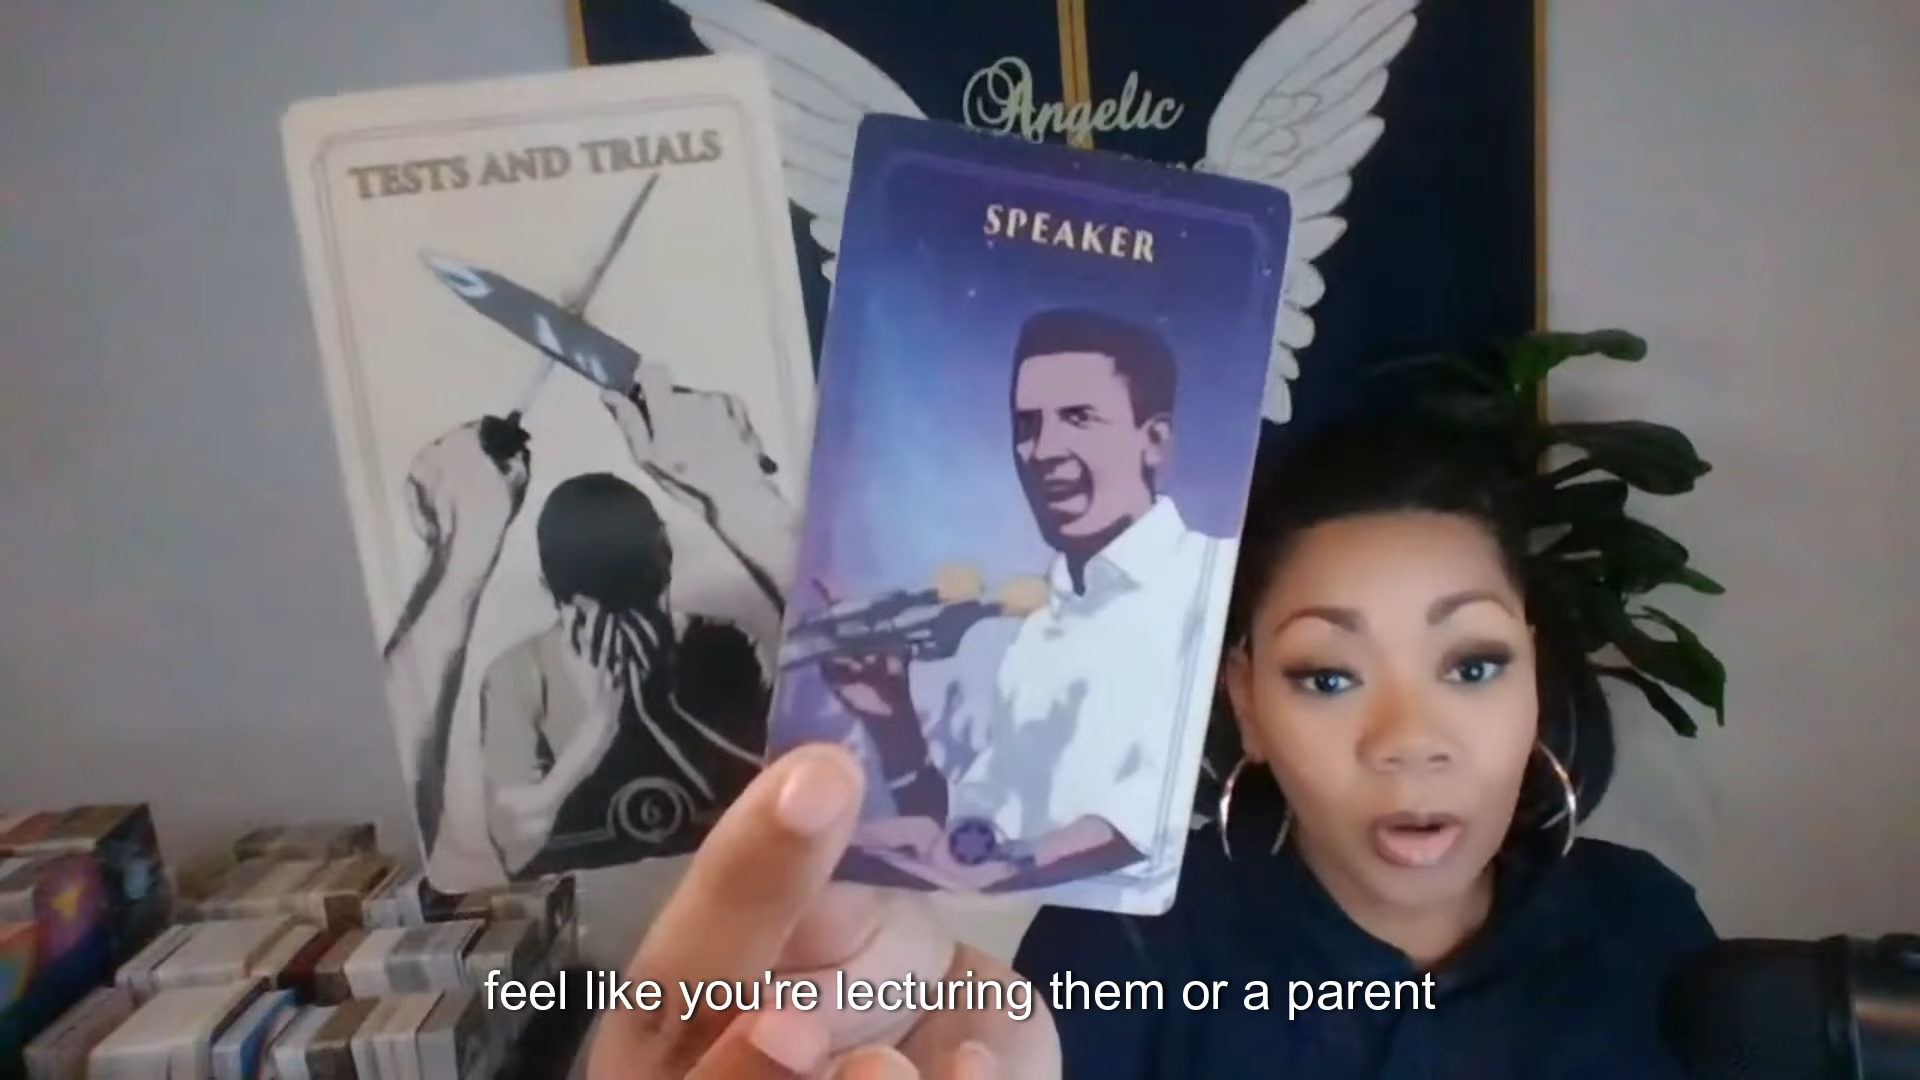 Angelic
TESTS AND TRIALS
SPEAKER
6
feel like you're lecturing them or a parent